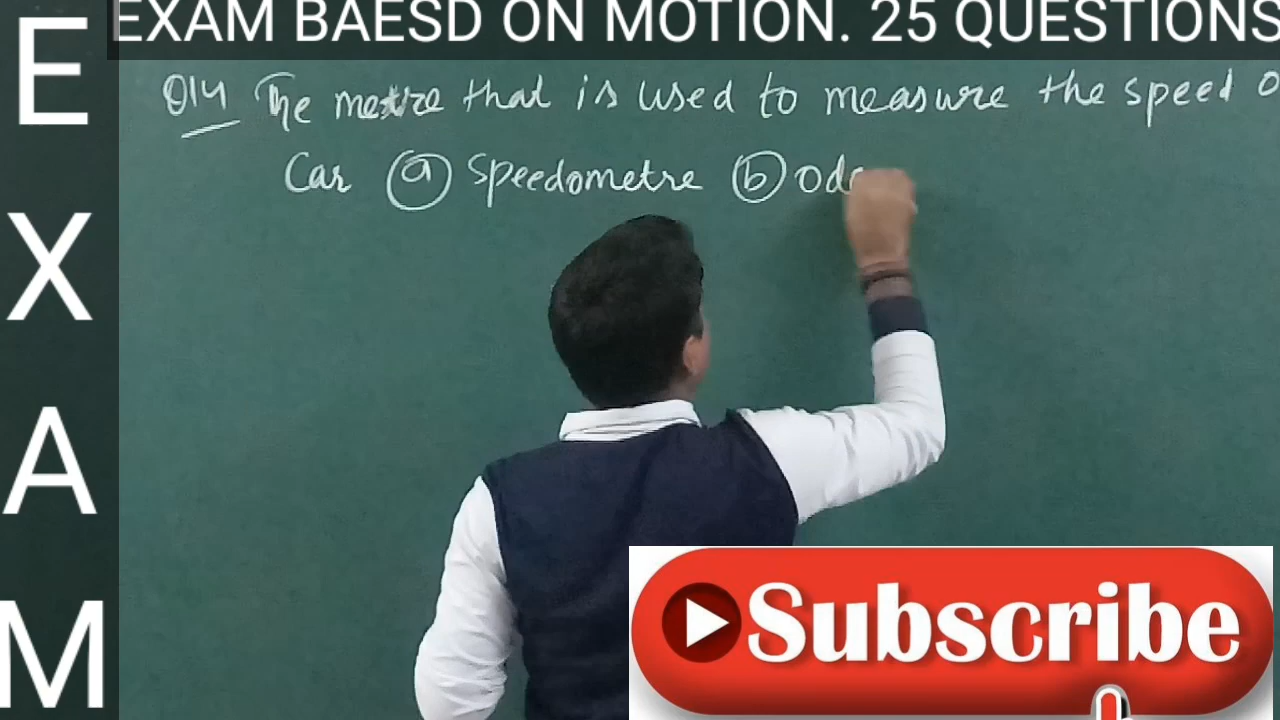 EXAM BAESD ON MOTION. 25 QUESTIONS
E
X
A
M
Q14 The metre that is used to measure the speed
Car (a) Speedometre (b)
Subscribe